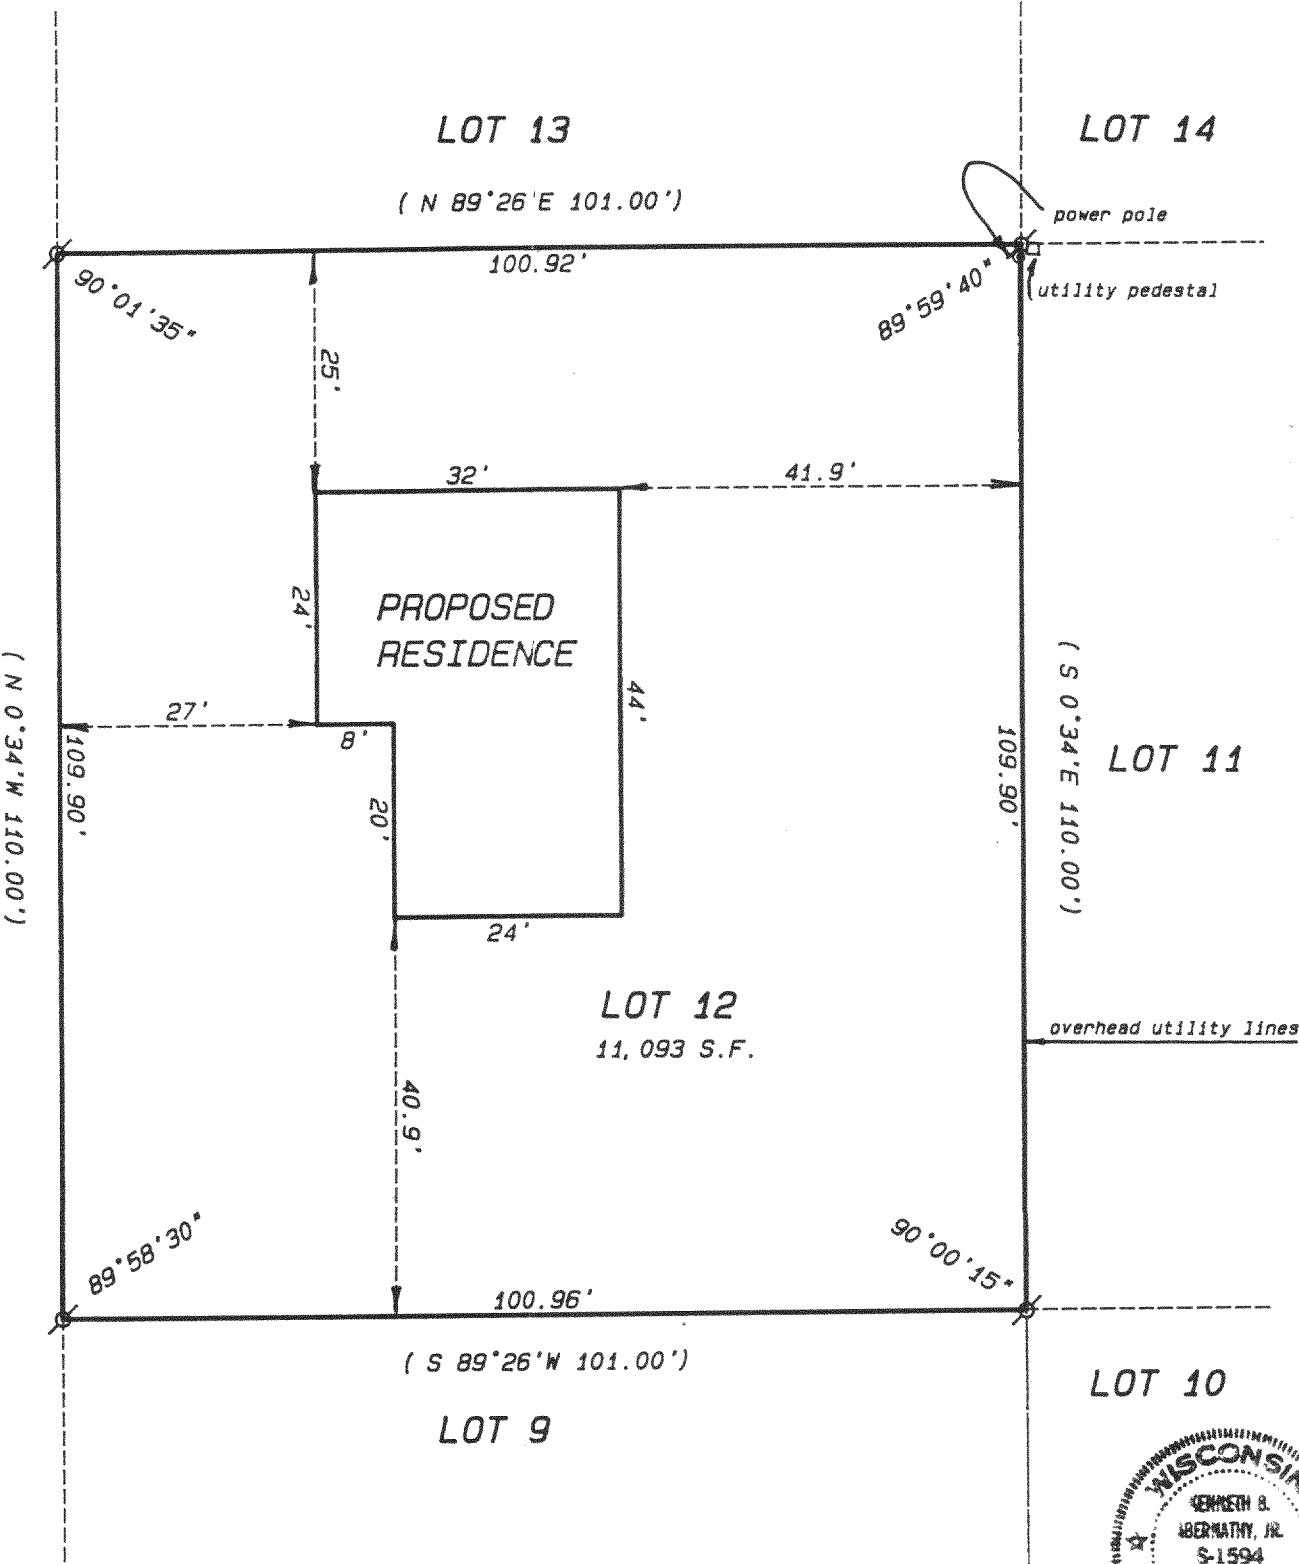 LOT 13
LOT 14
( N 89°26'E 101.00')
power pole
100.92'
90°01'35"
89°59'40"
utility pedestal
25'
32'
41.9'
24'
PROPOSED
RESIDENCE
44'
27'
8'
( N 0°34'W 110.00')
109.90'
109.90'
( S 0°34'E 110.00')
LOT 11
20'
24'
LOT 12
11,093 S.F.
overhead utility lines
40.9'
89°58'30"
90°00'15"
100.96'
( S 89°26'W 101.00')
LOT 10
LOT 9
WISCONSIN
KENNETH B.
ABERNATHY, JR.
S-1594